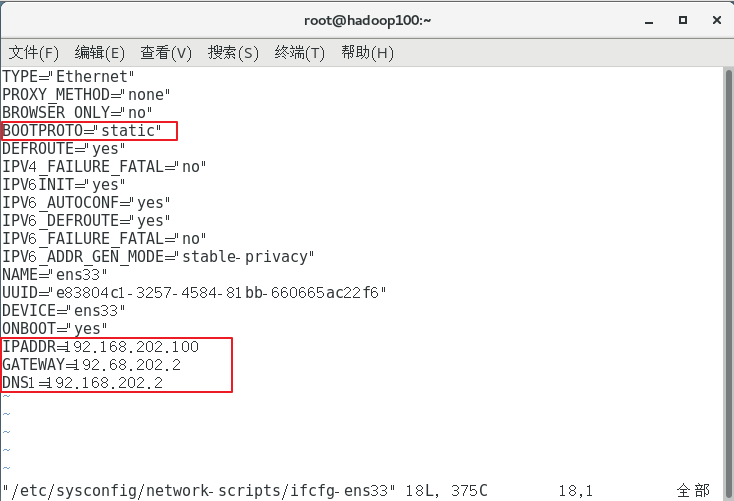 root@hadoop100:~
文件(F) 编辑(E) 查看(V) 搜索(S) 终端(T) 帮助(H)
TYPE="Ethernet"
PROXY_METHOD="none"
BROWSER_ONLY="no"
BOOTPROTO="static"
DEFROUTE="yes"
IPV4_FAILURE_FATAL="no"
IPV6INIT="yes"
IPV6_AUTOCONF="yes"
IPV6_DEFROUTE="yes"
IPV6_FAILURE_FATAL="no"
IPV6_ADDR_GEN_MODE="stable-privacy"
NAME="ens33"
UUID="e83804c1-3257-4584-81bb-660665ac22f6"
DEVICE="ens33"
ONBOOT="yes"
IPADDR=192.168.202.100
GATEWAY=192.68.202.2
DNS1=192.168.202.2
~
~
~
~
~
"/etc/sysconfig/network-scripts/ifcfg-ens33" 18L, 375C 18,1 全部